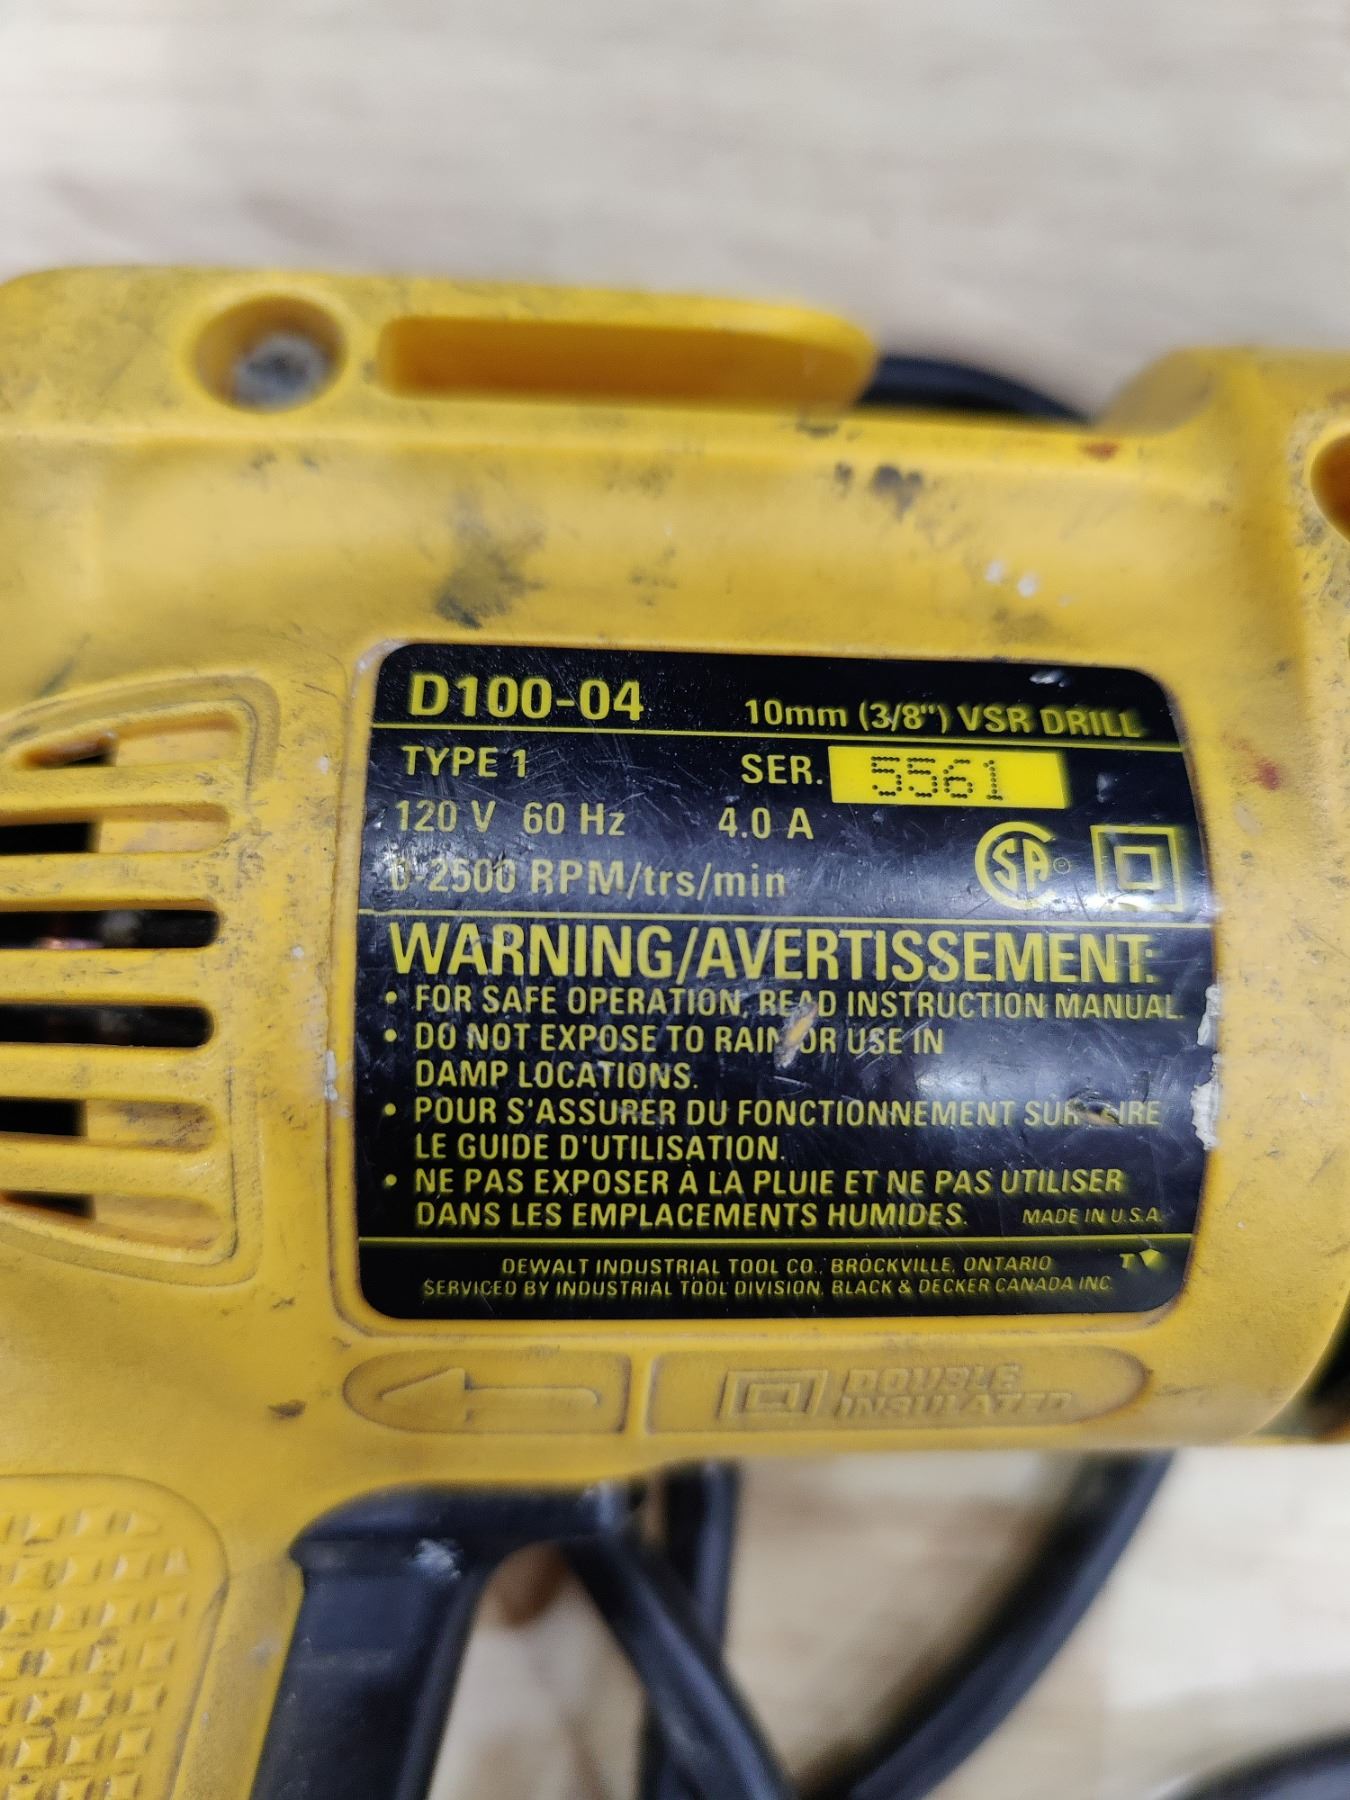 D100-04 10mm (3/8") VSR DRILL
TYPE 1 SER. 5561
120 V 60 Hz 4.0 A
0-2500 RPM/trs/min
WARNING/AVERTISSEMENT:
• FOR SAFE OPERATION, READ INSTRUCTION MANUAL.
• DO NOT EXPOSE TO RAIN OR USE IN
DAMP LOCATIONS.
• POUR S'ASSURER DU FONCTIONNEMENT SUR, LIRE
LE GUIDE D'UTILISATION.
• NE PAS EXPOSER À LA PLUIE ET NE PAS UTILISER
DANS LES EMPLACEMENTS HUMIDES. MADE IN U.S.A.
DEWALT INDUSTRIAL TOOL CO., BROCKVILLE, ONTARIO
SERVICED BY INDUSTRIAL TOOL DIVISION, BLACK & DECKER CANADA INC.
DOUBLE
INSULATED